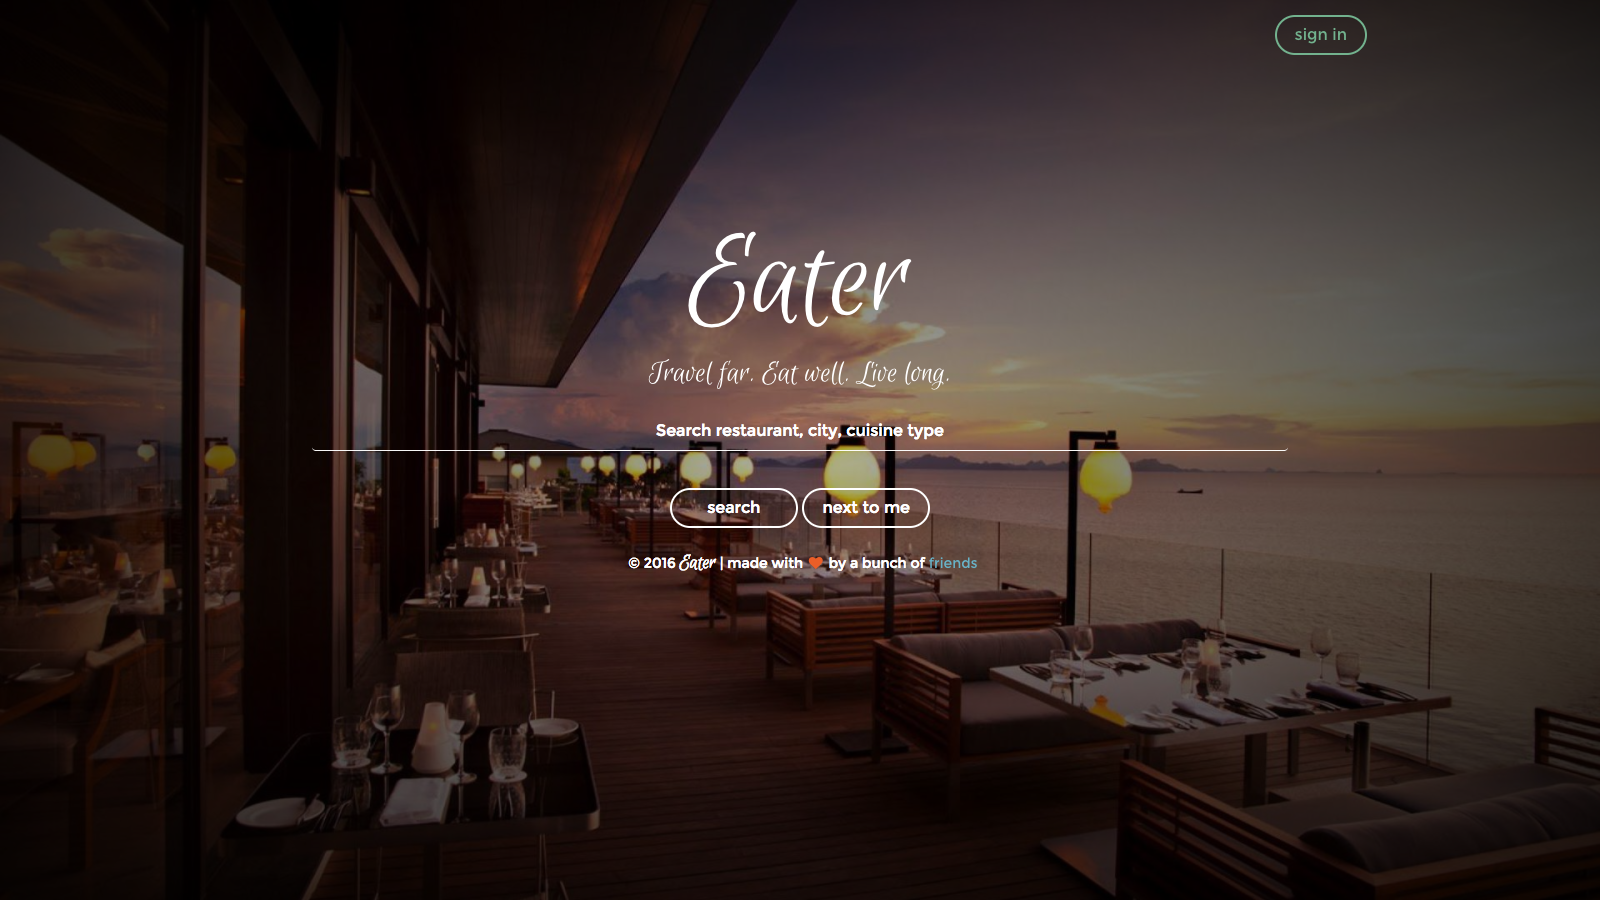 sign in
Eater
Travel far. Eat well. Live long.
Search restaurant, city, cuisine type
search
next to me
© 2016 Eater | made with ❤ by a bunch of friends